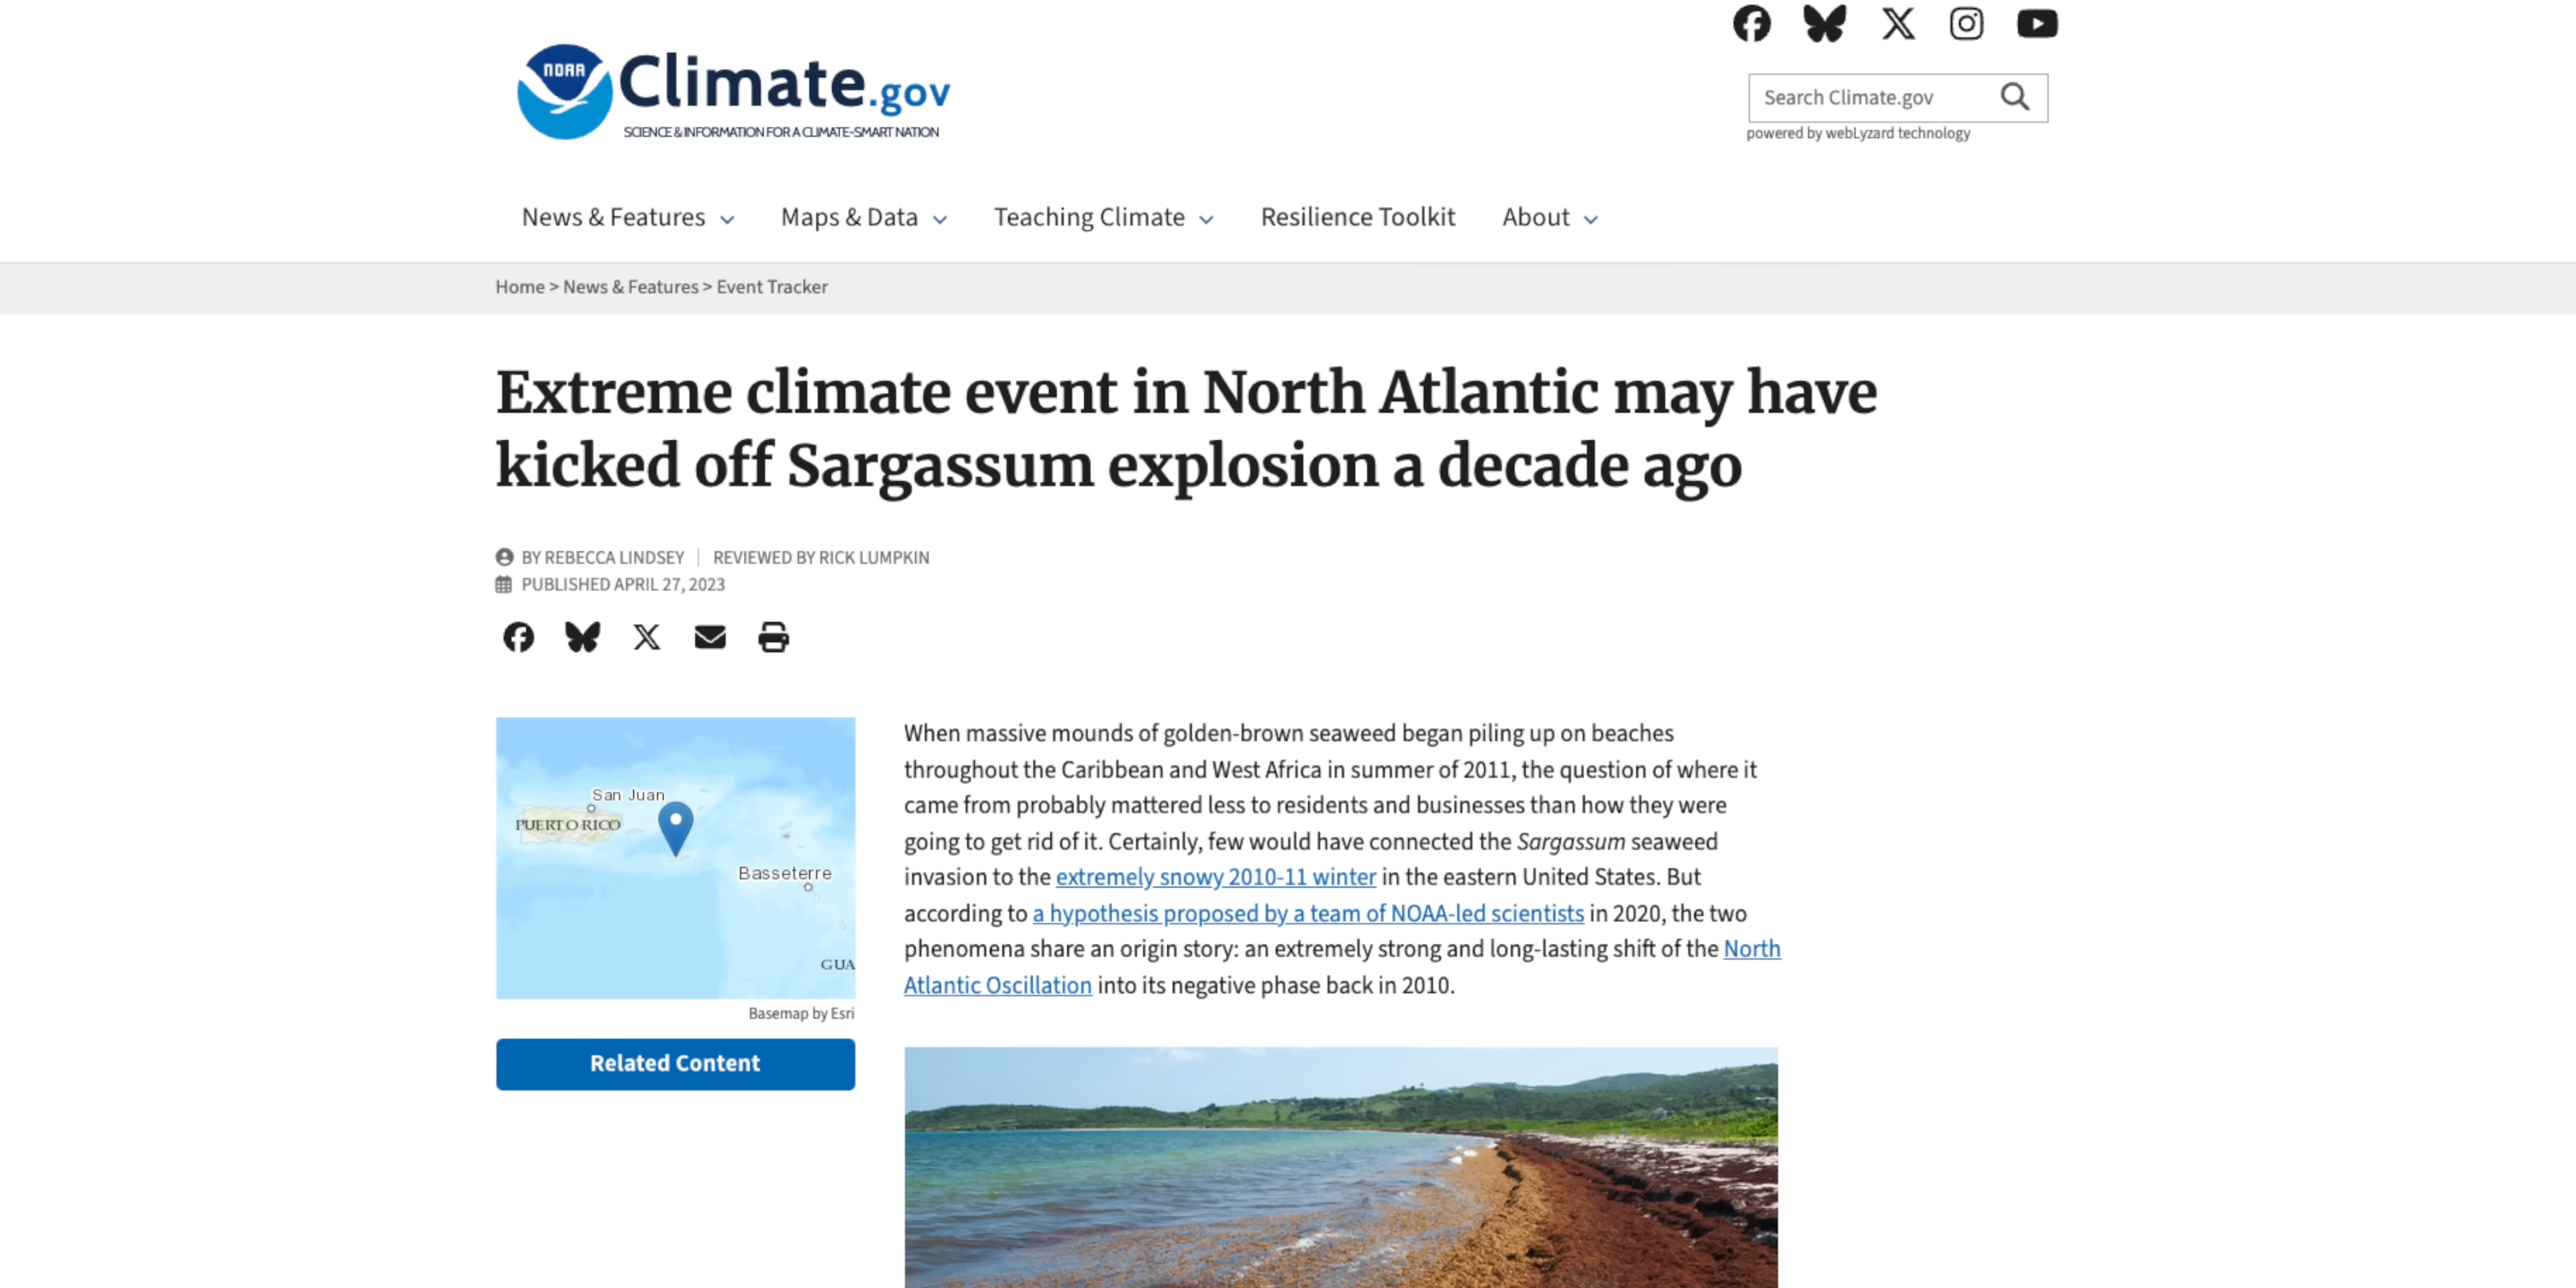 NOAA
Climate.gov
SCIENCE & INFORMATION FOR A CLIMATE-SMART NATION
Search Climate.gov
powered by webLyzard technology
News & Features
Maps & Data
Teaching Climate
Resilience Toolkit
About
Home > News & Features > Event Tracker
Extreme climate event in North Atlantic may have
kicked off Sargassum explosion a decade ago
BY REBECCA LINDSEY | REVIEWED BY RICK LUMPKIN
PUBLISHED APRIL 27, 2023
San Juan
PUERTO RICO
Basseterre
GUA
Basemap by Esri
Related Content
When massive mounds of golden-brown seaweed began piling up on beaches
throughout the Caribbean and West Africa in summer of 2011, the question of where it
came from probably mattered less to residents and businesses than how they were
going to get rid of it. Certainly, few would have connected the Sargassum seaweed
invasion to the extremely snowy 2010-11 winter in the eastern United States. But
according to a hypothesis proposed by a team of NOAA-led scientists in 2020, the two
phenomena share an origin story: an extremely strong and long-lasting shift of the North
Atlantic Oscillation into its negative phase back in 2010.